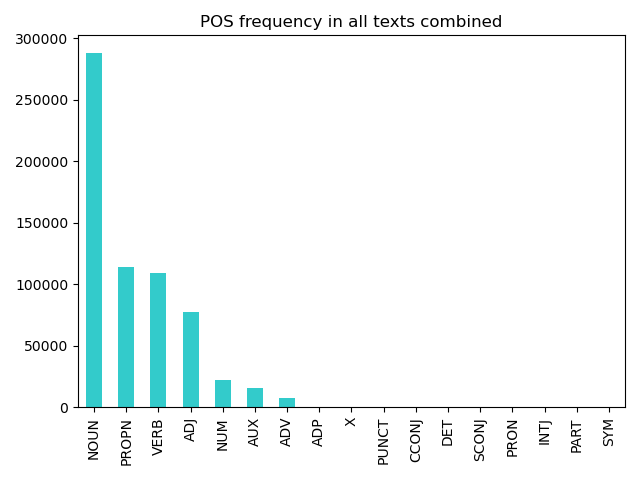 POS frequency in all texts combined
300000
250000
200000
150000
100000
50000
0
NOUN
PROPN
VERB
ADJ
NUM
AUX
ADV
ADP
X
PUNCT
CCONJ
DET
SCONJ
PRON
INTJ
PART
SYM